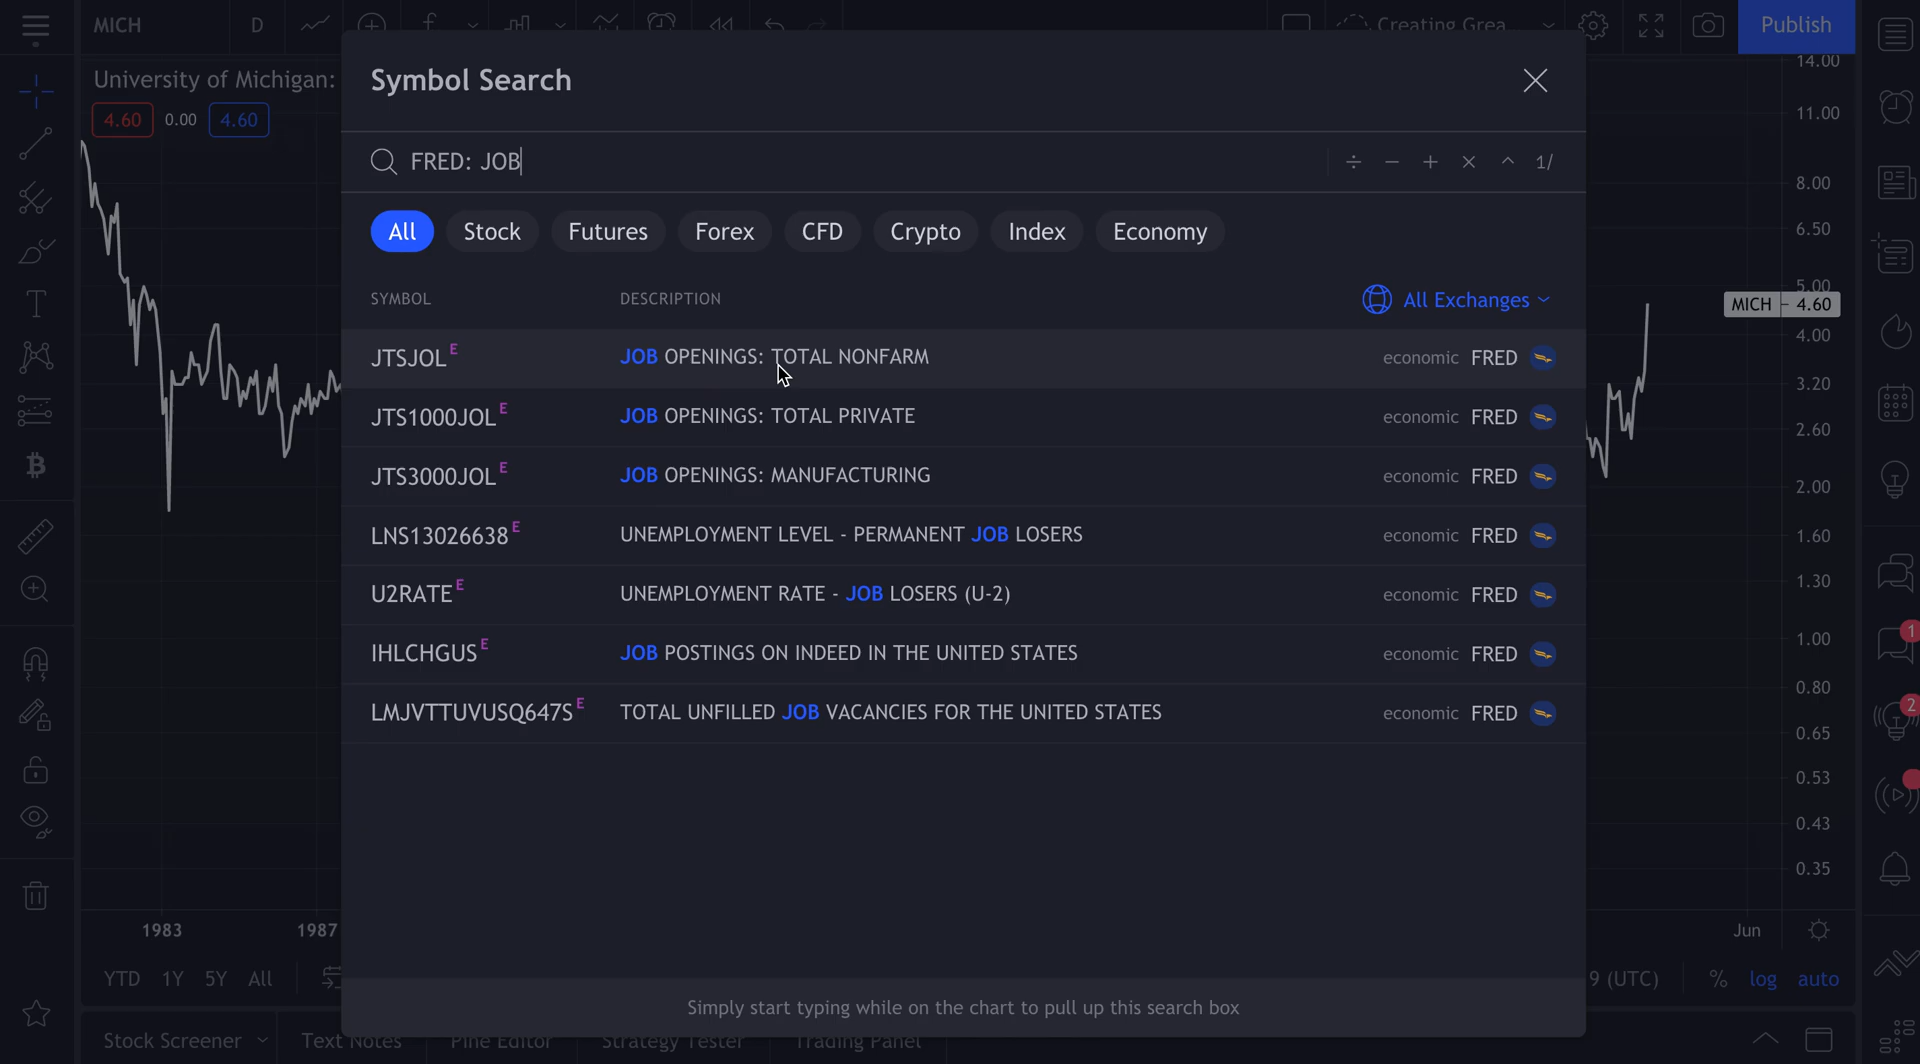 MICH
D
Creating Grea
Publish
University of Michigan:
4.60
0.00
4.60
Symbol Search
FRED: JOB
÷ − + × ^ 1/
All
Stock
Futures
Forex
CFD
Crypto
Index
Economy
SYMBOL
DESCRIPTION
All Exchanges
JTSJOL E
JOB OPENINGS: TOTAL NONFARM
economic FRED
JTS1000JOL E
JOB OPENINGS: TOTAL PRIVATE
economic FRED
JTS3000JOL E
JOB OPENINGS: MANUFACTURING
economic FRED
LNS13026638 E
UNEMPLOYMENT LEVEL - PERMANENT JOB LOSERS
economic FRED
U2RATE E
UNEMPLOYMENT RATE - JOB LOSERS (U-2)
economic FRED
IHLCHGUS E
JOB POSTINGS ON INDEED IN THE UNITED STATES
economic FRED
LMJVTTUVUSQ647S E
TOTAL UNFILLED JOB VACANCIES FOR THE UNITED STATES
economic FRED
Simply start typing while on the chart to pull up this search box
14.00
11.00
8.00
6.50
5.00
MICH 4.60
4.00
3.20
2.60
2.00
1.60
1.30
1.00
0.80
0.65
0.53
0.43
0.35
1
2
1983
1987
Jun
YTD
1Y
5Y
All
9 (UTC)
%
log
auto
Stock Screener
Text Notes
Pine Editor
Strategy Tester
Trading Panel